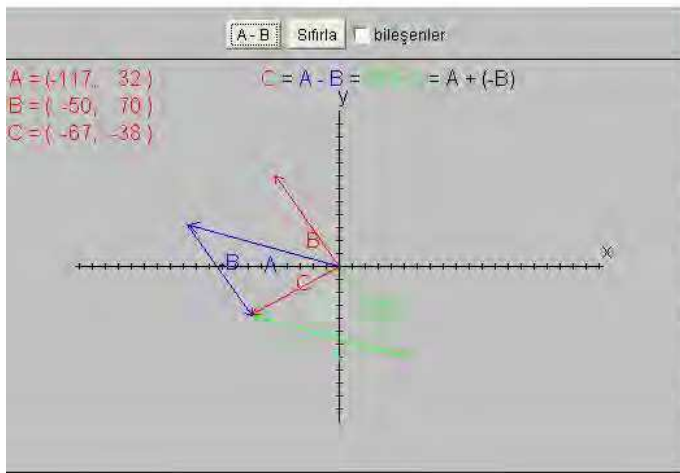 A - B Sıfırla bileşenler
A = (-117, 32)
B = ( -50, 70)
C = ( -67, -38)
C = A - B = = A + (-B)
y
x
B
-B
A
C